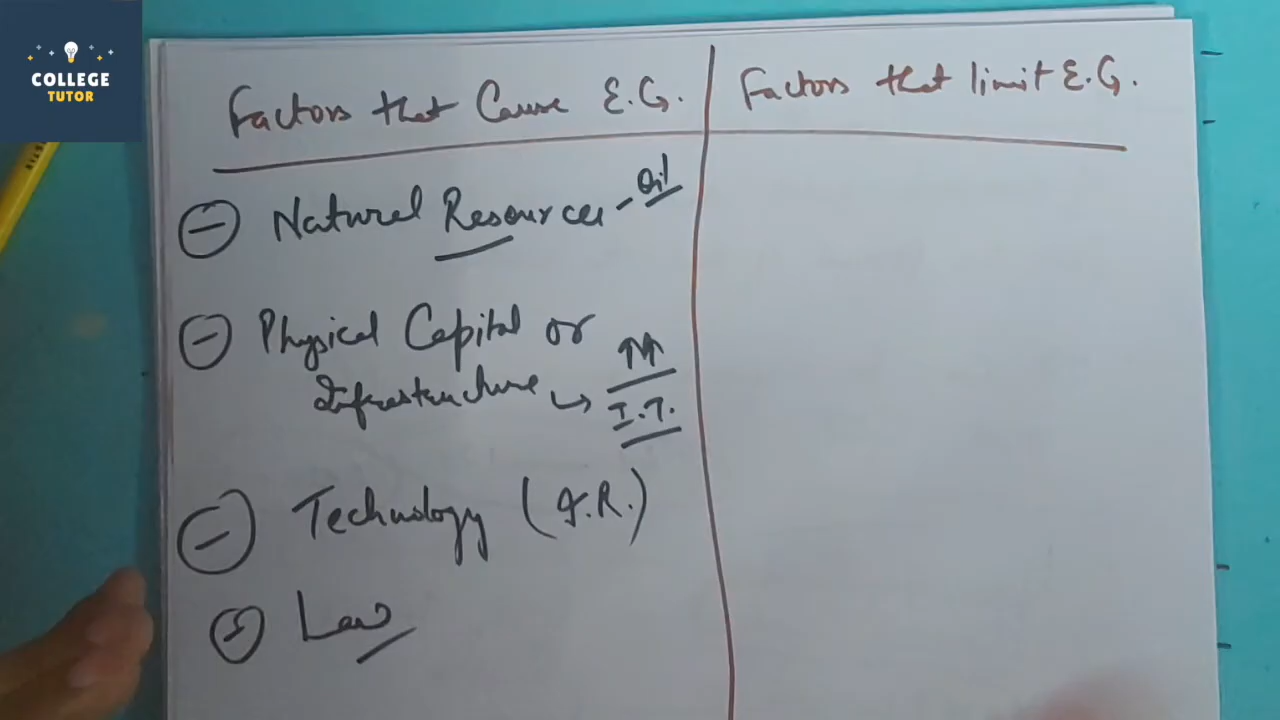 COLLEGE
TUTOR
Factors that Cause E.G.
Factors that limit E.G.
Natural Resources - Oil
Physical Capital or
Infrastructure ↑↑↑
I.T.
Technology (I.R.)
Law